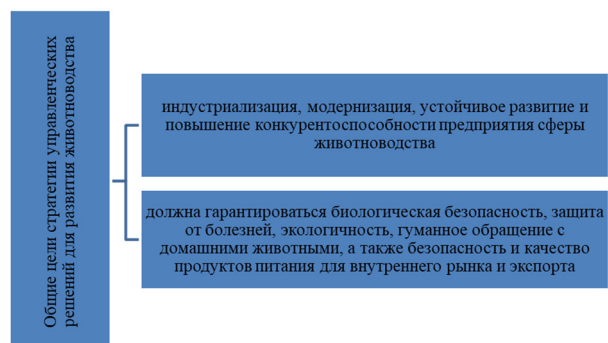 Общие цели стратегии управленческих
решений для развития животноводства
индустриализация, модернизация, устойчивое развитие и
повышение конкурентоспособности предприятия сферы
животноводства
должна гарантироваться биологическая безопасность, защита
от болезней, экологичность, гуманное обращение с
домашними животными, а также безопасность и качество
продуктов питания для внутреннего рынка и экспорта